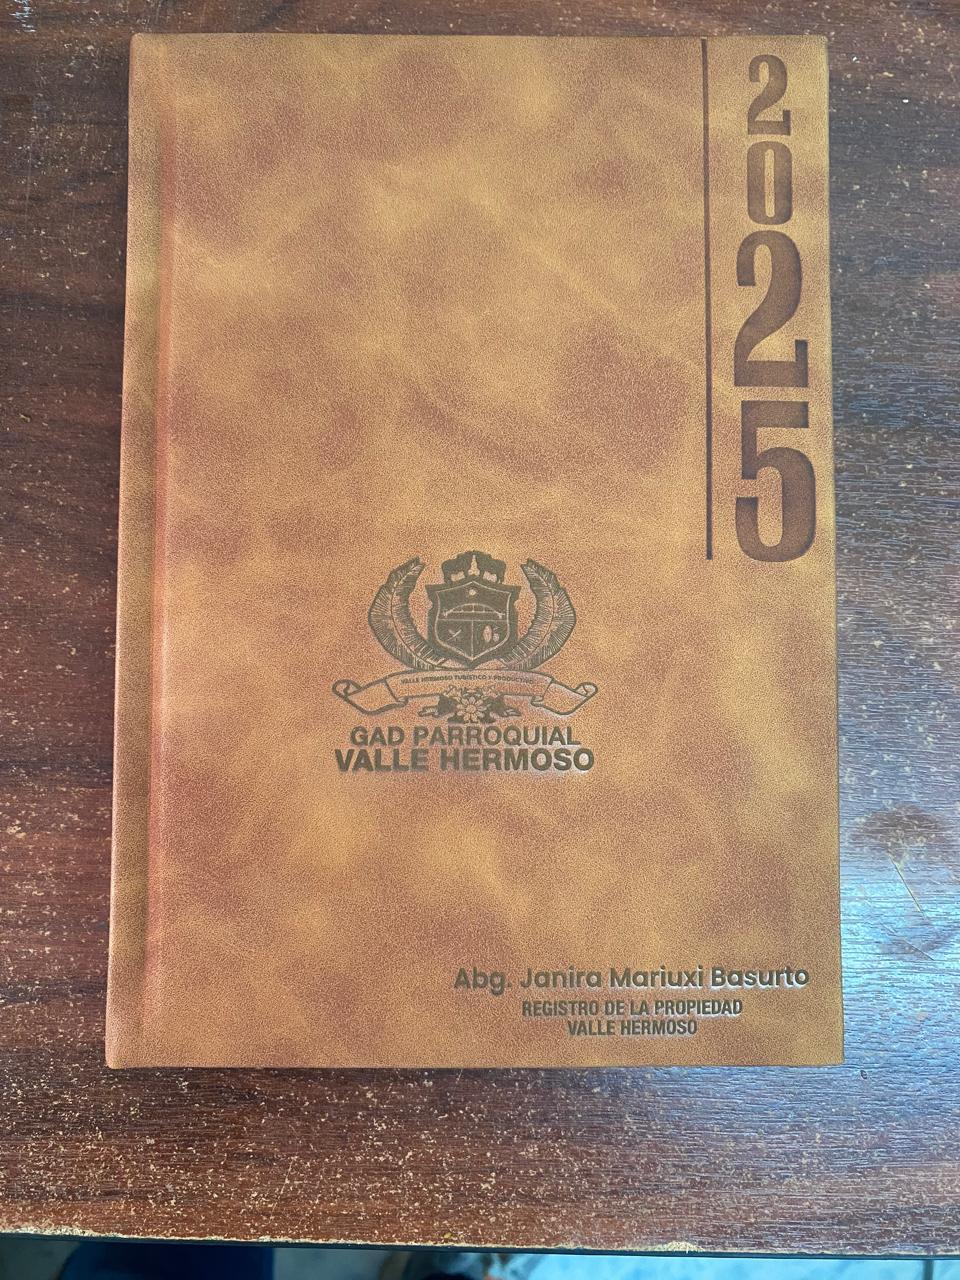 2025
VALLE HERMOSO TURÍSTICO Y PRODUCTIVO
GAD PARROQUIAL
VALLE HERMOSO
Abg. Janira Mariuxi Basurto
REGISTRO DE LA PROPIEDAD
VALLE HERMOSO